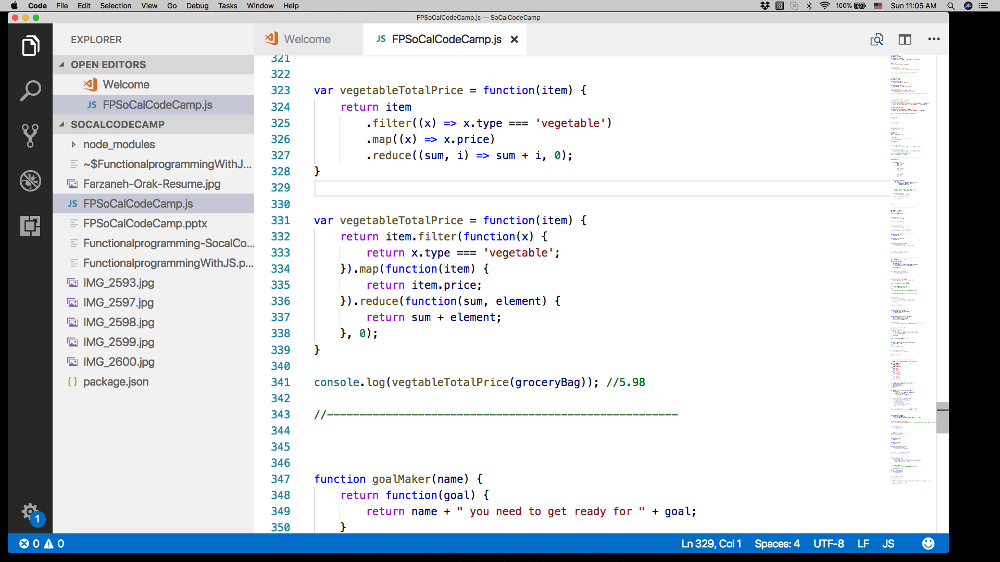 Code File Edit Selection View Go Debug Tasks Window Help 100% Sun 11:05 AM
FPSoCalCodeCamp.js — SoCalCodeCamp
EXPLORER
OPEN EDITORS
Welcome
JS FPSoCalCodeCamp.js
SOCALCODECAMP
node_modules
~$FunctionalprogrammingWithJ...
Farzaneh-Orak-Resume.jpg
JS FPSoCalCodeCamp.js
FPSoCalCodeCamp.pptx
Functionalprogramming-SocalCo...
FunctionalprogrammingWithJS.p...
IMG_2593.jpg
IMG_2597.jpg
IMG_2598.jpg
IMG_2599.jpg
IMG_2600.jpg
{ } package.json
1
Welcome JS FPSoCalCodeCamp.js
321
322
323 var vegetableTotalPrice = function(item) {
324 return item
325 .filter((x) => x.type === 'vegetable')
326 .map((x) => x.price)
327 .reduce((sum, i) => sum + i, 0);
328 }
329
330
331 var vegetableTotalPrice = function(item) {
332 return item.filter(function(x) {
333 return x.type === 'vegetable';
334 }).map(function(item) {
335 return item.price;
336 }).reduce(function(sum, element) {
337 return sum + element;
338 }, 0);
339 }
340
341 console.log(vegtableTotalPrice(groceryBag)); //5.98
342
343 //------------------------------------------------------
344
345
346
347 function goalMaker(name) {
348 return function(goal) {
349 return name + " you need to get ready for " + goal;
350 }
0 0 Ln 329, Col 1 Spaces: 4 UTF-8 LF JS